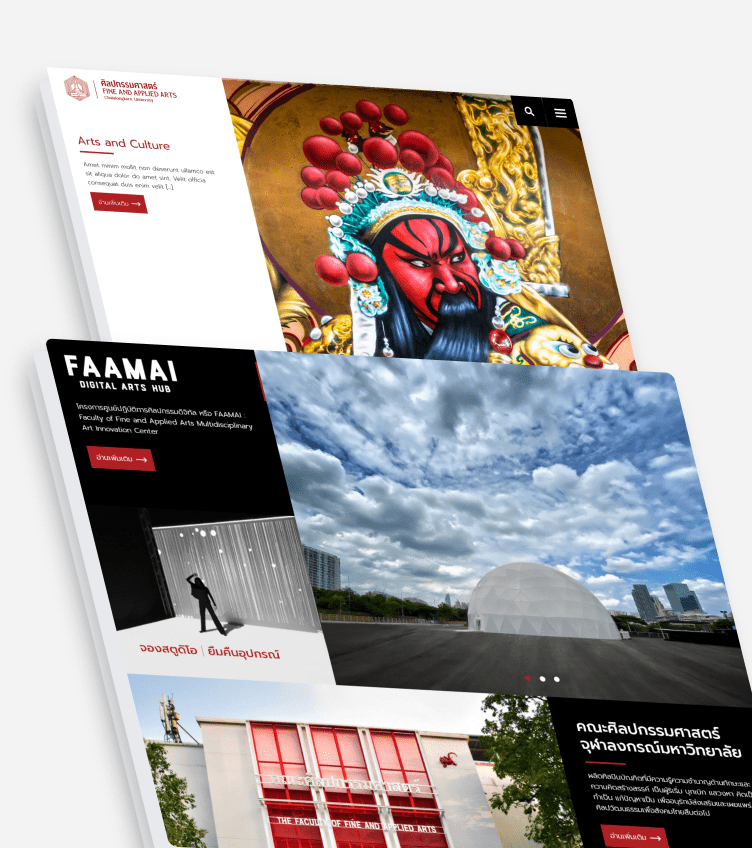 ศิลปกรรมศาสตร์
FINE AND APPLIED ARTS
Chulalongkorn University
Arts and Culture
Amet minim mollit non deserunt ullamco est
sit aliqua dolor do amet sint. Velit officia
consequat duis enim velit [...]
อ่านเพิ่มเติม
FAAMAI
DIGITAL ARTS HUB
โครงการศูนย์ปฏิบัติการศิลปกรรมดิจิทัล หรือ FAAMAI :
Faculty of Fine and Applied Arts Multidisciplinary
Art Innovation Center
อ่านเพิ่มเติม
จองสตูดิโอ | ยืมคืนอุปกรณ์
คณะศิลปกรรมศาสตร์
THE FACULTY OF FINE AND APPLIED ARTS
คณะศิลปกรรมศาสตร์
จุฬาลงกรณ์มหาวิทยาลัย
ผลิตศิลปบัณฑิตที่มีความรู้ความชำนาญด้านทักษะและ
ความคิดสร้างสรรค์ เป็นผู้ริเริ่ม บุกเบิก แสวงหา คิดเป็
ทำเป็น แก้ปัญหาเป็น เพื่ออนุรักษ์ส่งเสริมและเผยแพร่
ศิลปวัฒนธรรมเพื่อสังคมไทยสืบต่อไป
อ่านเพิ่มเติม